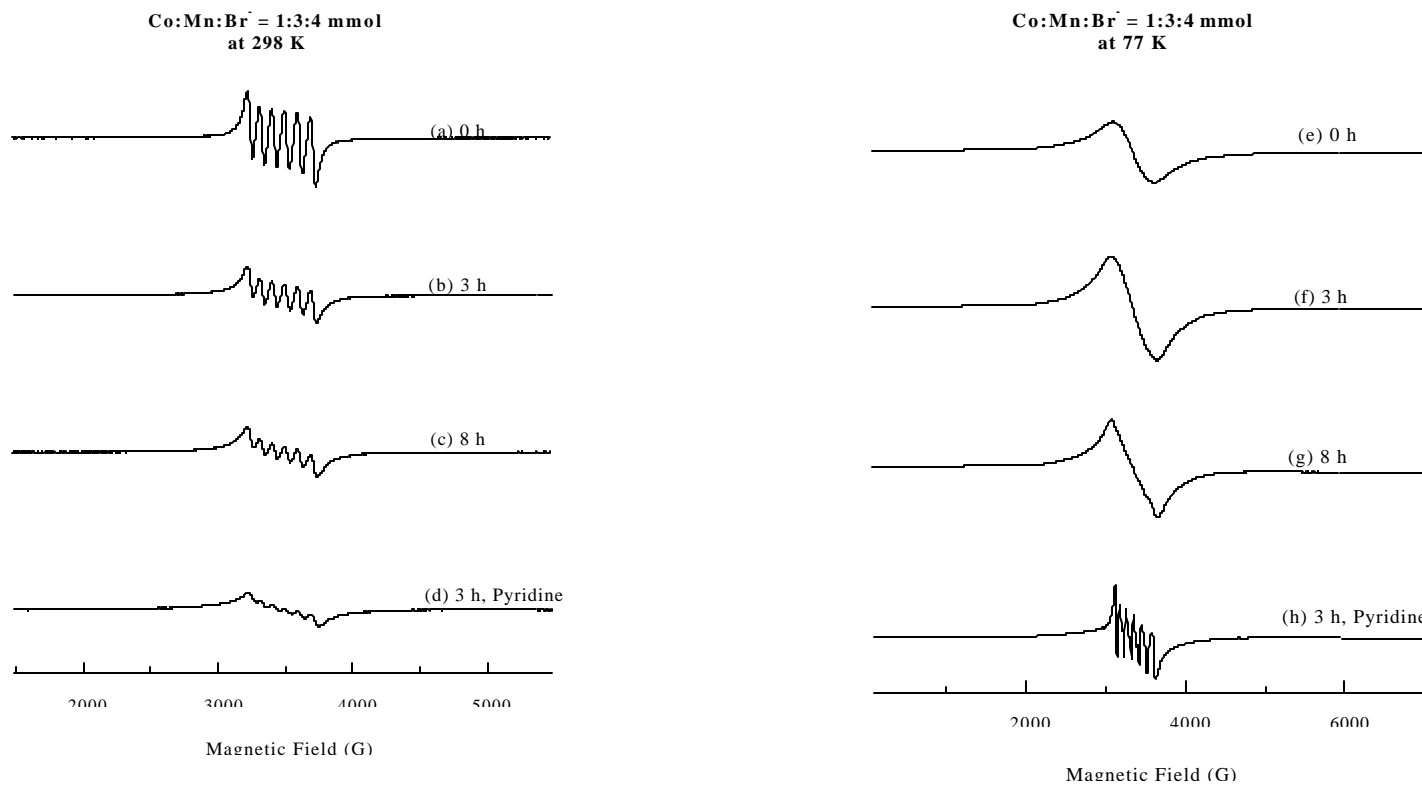 Co:Mn:Br⁻ = 1:3:4 mmol
at 298 K
(a) 0 h
(b) 3 h
(c) 8 h
(d) 3 h, Pyridine
2000 3000 4000 5000
Magnetic Field (G)
Co:Mn:Br⁻ = 1:3:4 mmol
at 77 K
(e) 0 h
(f) 3 h
(g) 8 h
(h) 3 h, Pyridine
2000 4000 6000
Magnetic Field (G)